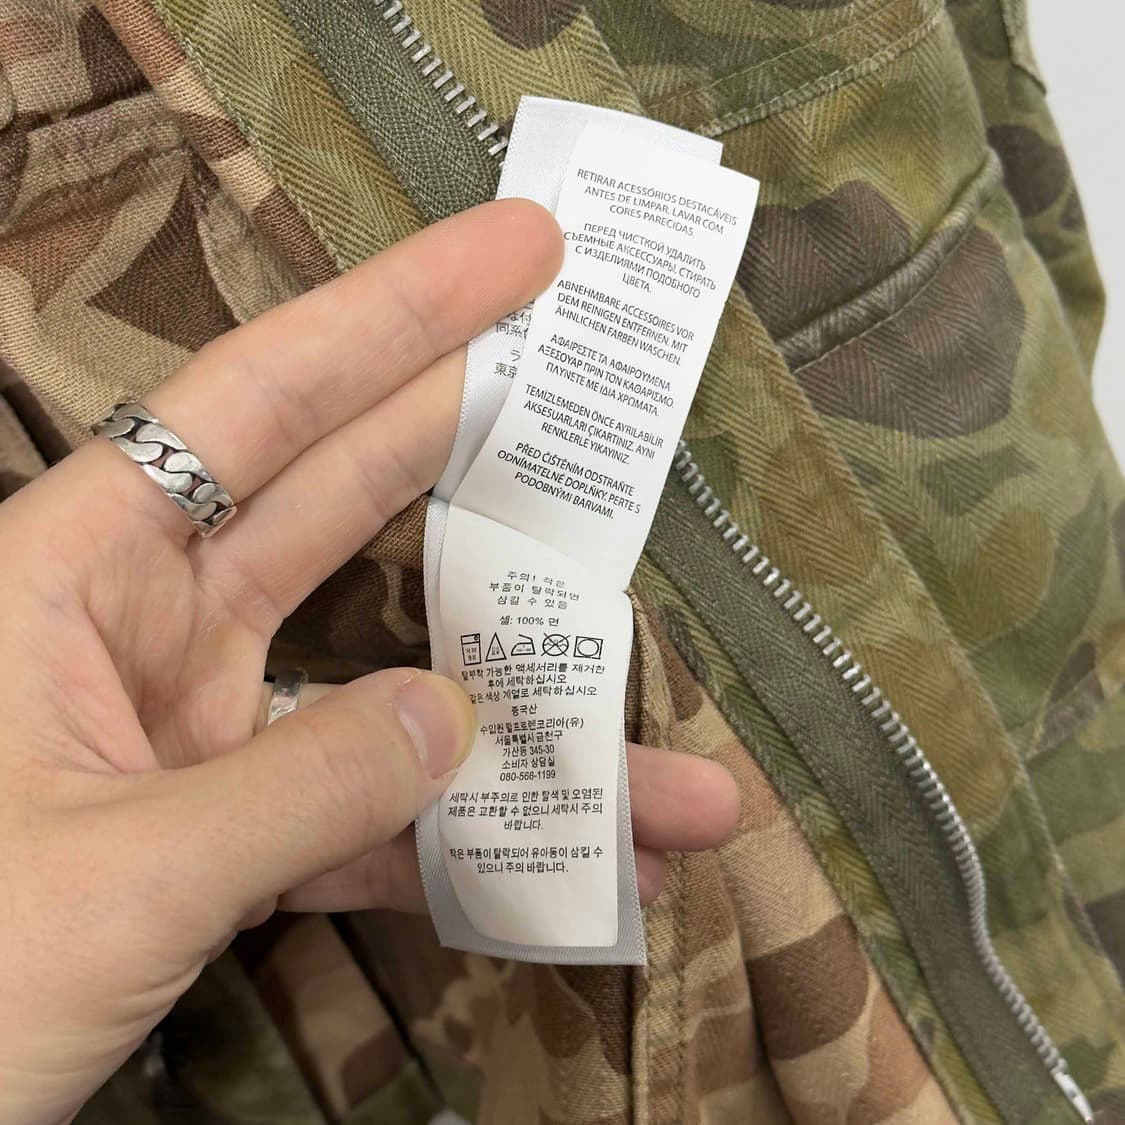 RETIRAR ACESSÓRIOS DESTACÁVEIS
ANTES DE LIMPAR. LAVAR COM
CORES PARECIDAS.
ПЕРЕД ЧИСТКОЙ УДАЛИТЬ
СЪЕМНЫЕ АКСЕССУАРЫ. СТИРАТЬ
С ИЗДЕЛИЯМИ ПОДОБНОГО
ЦВЕТА.
ABNEHMBARE ACCESSOIRES VOR
DEM REINIGEN ENTFERNEN. MIT
ÄHNLICHEN FARBEN WASCHEN.
ΑΦΑΙΡΕΣΤΕ ΤΑ ΑΦΑΙΡΟΥΜΕΝΑ
ΑΞΕΣΟΥΑΡ ΠΡΙΝ ΤΟΝ ΚΑΘΑΡΙΣΜΟ.
ΠΛΥΝΕΤΕ ΜΕ ΙΔΙΑ ΧΡΩΜΑΤΑ.
TEMIZLEMEDEN ÖNCE AYRILABİLİR
AKSESUARLARI ÇIKARTINIZ. AYNI
RENKLERLE YIKAYINIZ.
PŘED ČIŠTĚNÍM ODSTRAŇTE
ODNÍMATELNÉ DOPLŇKY. PERTE S
PODOBNÝMI BARVAMI.
주의! 작은
부품이 탈락되면
삼킬 수 있음
셀: 100% 면
탈부착 가능한 액세서리를 제거한
후에 세탁하십시오
같은 색상 계열로 세탁하십시오
중국산
수입원 랄프로렌코리아(유)
서울특별시 금천구
가산동 345-30
소비자 상담실
080-566-1199
세탁시 부주의로 인한 탈색 및 오염된
제품은 교환할 수 없으니 세탁시 주의
바랍니다.
작은 부품이 탈락되어 유아동이 삼킬 수
있으니 주의 바랍니다.